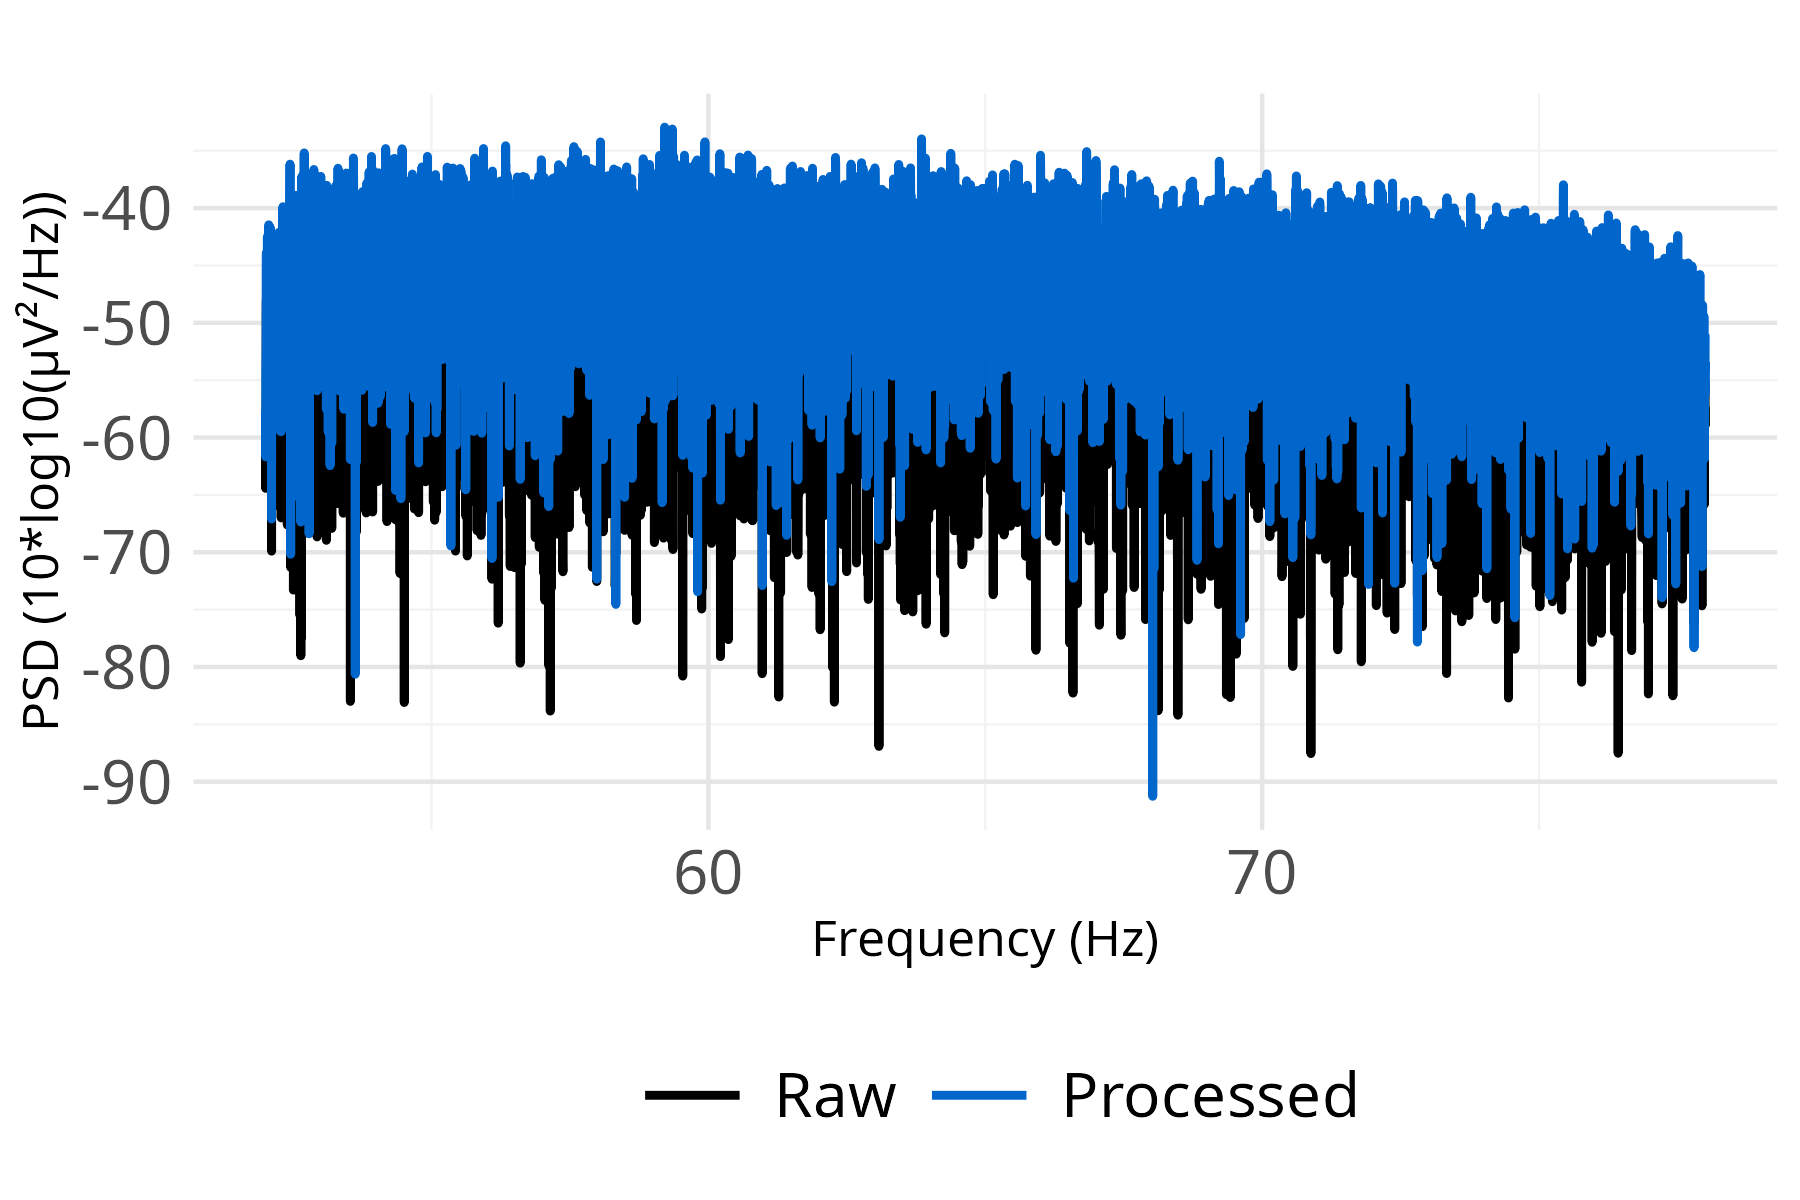 PSD (10*log10(µV²/Hz))
-40
-50
-60
-70
-80
-90
60 70
Frequency (Hz)
Raw Processed